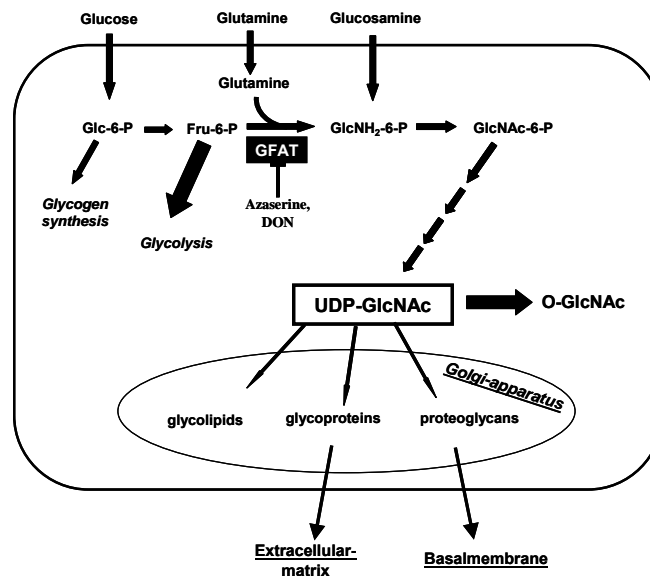 Glucose Glutamine Glucosamine
Glutamine
Glc-6-P Fru-6-P GlcNH₂-6-P GlcNAc-6-P
GFAT
Azaserine,
DON
Glycogen
synthesis
Glycolysis
UDP-GlcNAc O-GlcNAc
Golgi-apparatus
glycolipids glycoproteins proteoglycans
Extracellular-
matrix
Basalmembrane